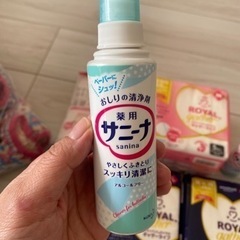 ペーパーに
シュッ!
おしりの清浄剤
薬用
サニーナ
sanina
やさしくふきとり
スッキリ清潔に
アルコールフリー
ROYAL
ROYAL